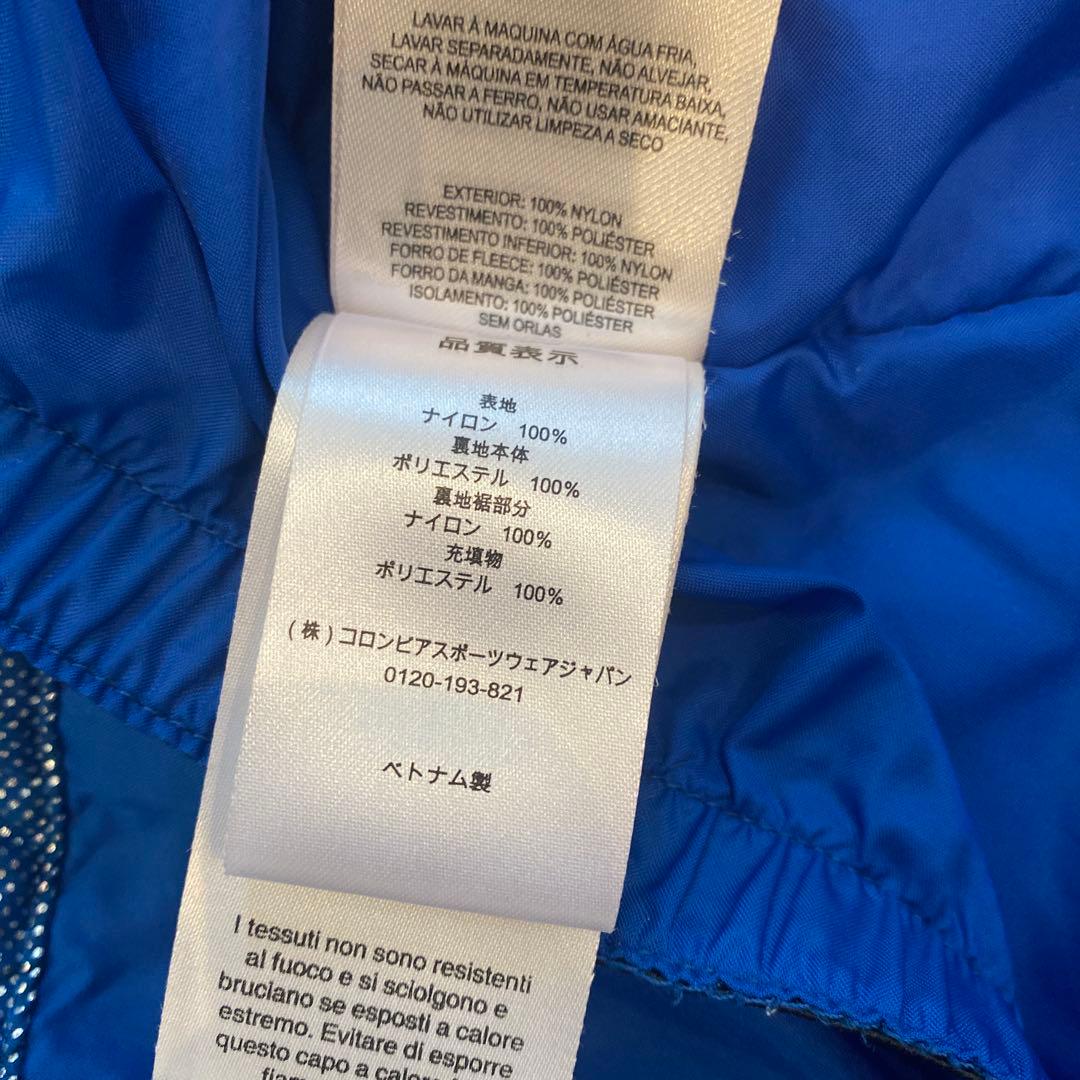 LAVAR À MAQUINA COM ÁGUA FRIA,
LAVAR SEPARADAMENTE, NÃO ALVEJAR,
SECAR À MÁQUINA EM TEMPERATURA BAIXA,
NÃO PASSAR A FERRO, NÃO USAR AMACIANTE,
NÃO UTILIZAR LIMPEZA A SECO
EXTERIOR: 100% NYLON
REVESTIMENTO: 100% POLIÉSTER
REVESTIMENTO INFERIOR: 100% NYLON
FORRO DE FLEECE: 100% POLIÉSTER
FORRO DA MANGA: 100% POLIÉSTER
ISOLAMENTO: 100% POLIÉSTER
SEM ORLAS
品質表示
表地
ナイロン 100%
裏地本体
ポリエステル 100%
裏地裾部分
ナイロン 100%
充填物
ポリエステル 100%
(株)コロンビアスポーツウェアジャパン
0120-193-821
ベトナム製
I tessuti non sono resistenti
al fuoco e si sciolgono e
bruciano se esposti a calore
estremo. Evitare di esporre
questo capo a calore